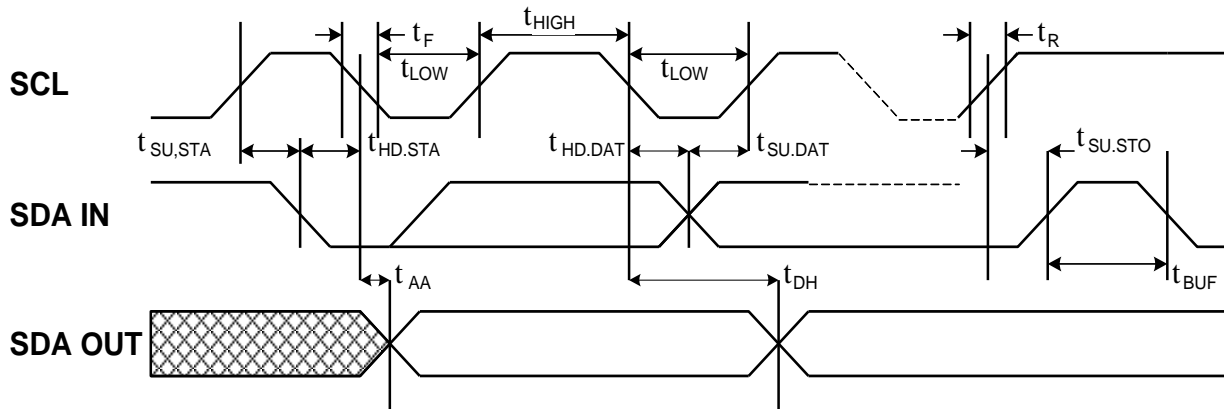 t_F
t_HIGH
t_R
SCL
t_LOW
t_LOW
t_SU,STA
t_HD.STA
t_HD.DAT
t_SU.DAT
t_SU.STO
SDA IN
t_AA
t_DH
t_BUF
SDA OUT